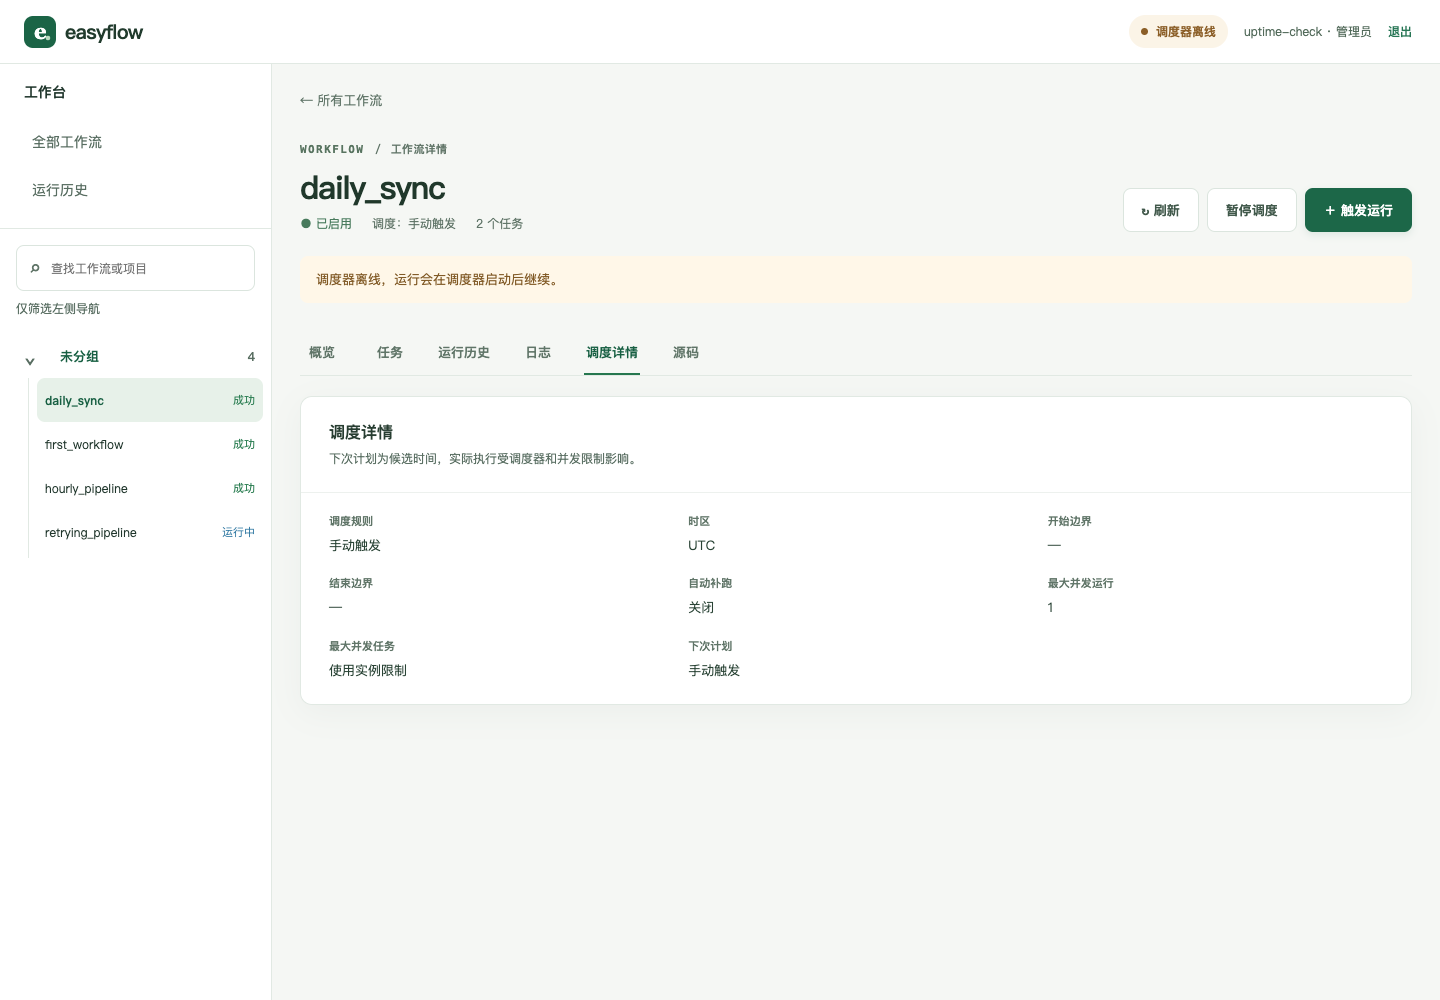 e. easyflow
调度器离线
uptime-check · 管理员
退出
工作台
全部工作流
运行历史
查找工作流或项目
仅筛选左侧导航
未分组 4
daily_sync 成功
first_workflow 成功
hourly_pipeline 成功
retrying_pipeline 运行中
← 所有工作流
WORKFLOW / 工作流详情
daily_sync
已启用 调度：手动触发 2 个任务
↻ 刷新
暂停调度
+ 触发运行
调度器离线，运行会在调度器启动后继续。
概览 任务 运行历史 日志 调度详情 源码
调度详情
下次计划为候选时间，实际执行受调度器和并发限制影响。
调度规则
手动触发
时区
UTC
开始边界
—
结束边界
—
自动补跑
关闭
最大并发运行
1
最大并发任务
使用实例限制
下次计划
手动触发